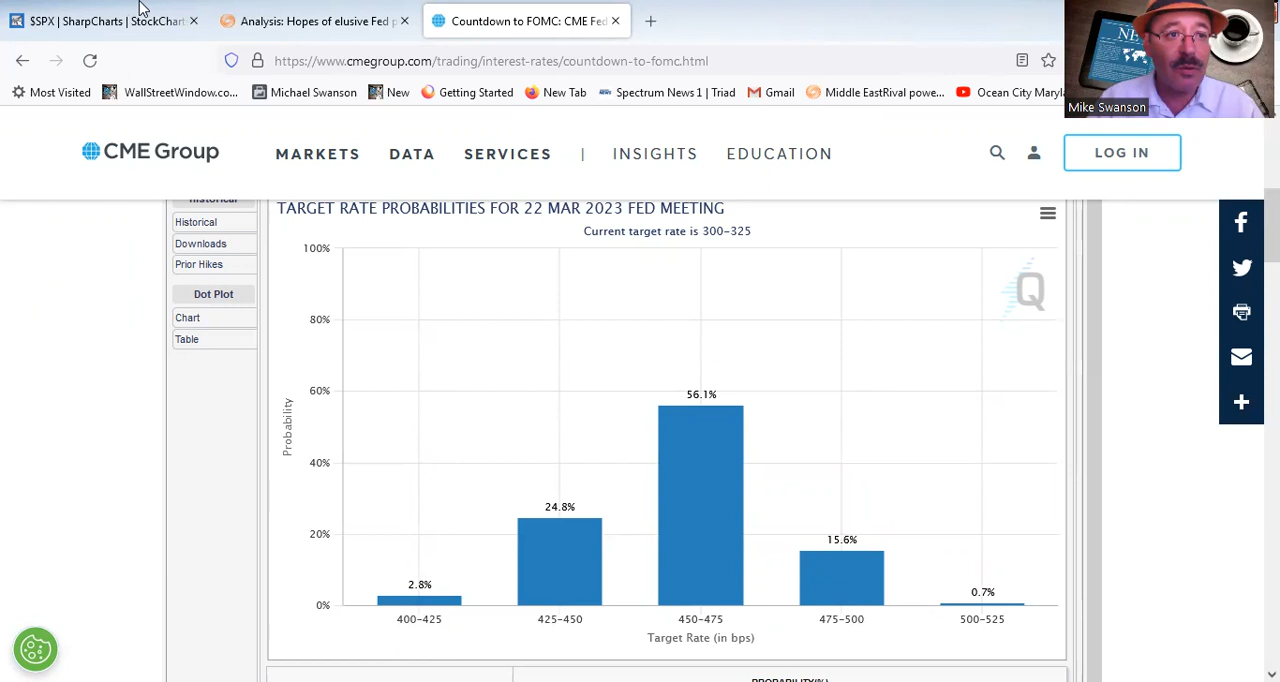 $SPX | SharpCharts | StockChart
Analysis: Hopes of elusive Fed p
Countdown to FOMC: CME Fed
https://www.cmegroup.com/trading/interest-rates/countdown-to-fomc.html
Most Visited
WallStreetWindow.co...
Michael Swanson
New
Getting Started
New Tab
Spectrum News 1 | Triad
Gmail
Middle EastRival powe...
Ocean City Maryla
NE
Mike Swanson
CME Group
MARKETS DATA SERVICES | INSIGHTS EDUCATION
LOG IN
Historical
Historical
Downloads
Prior Hikes
Dot Plot
Chart
Table
TARGET RATE PROBABILITIES FOR 22 MAR 2023 FED MEETING
Current target rate is 300-325
Q
Probability
100%
80%
60%
40%
20%
0%
2.8%
24.8%
56.1%
15.6%
0.7%
400-425
425-450
450-475
475-500
500-525
Target Rate (in bps)
PROBABILITY(%)